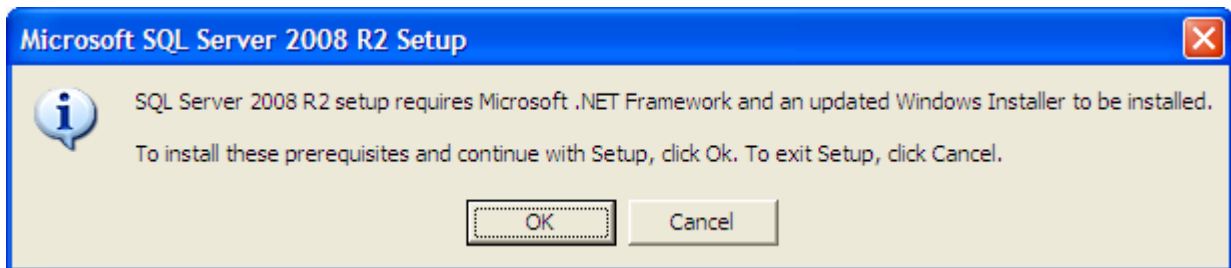 Microsoft SQL Server 2008 R2 Setup
SQL Server 2008 R2 setup requires Microsoft .NET Framework and an updated Windows Installer to be installed.
To install these prerequisites and continue with Setup, click Ok. To exit Setup, click Cancel.
OK
Cancel